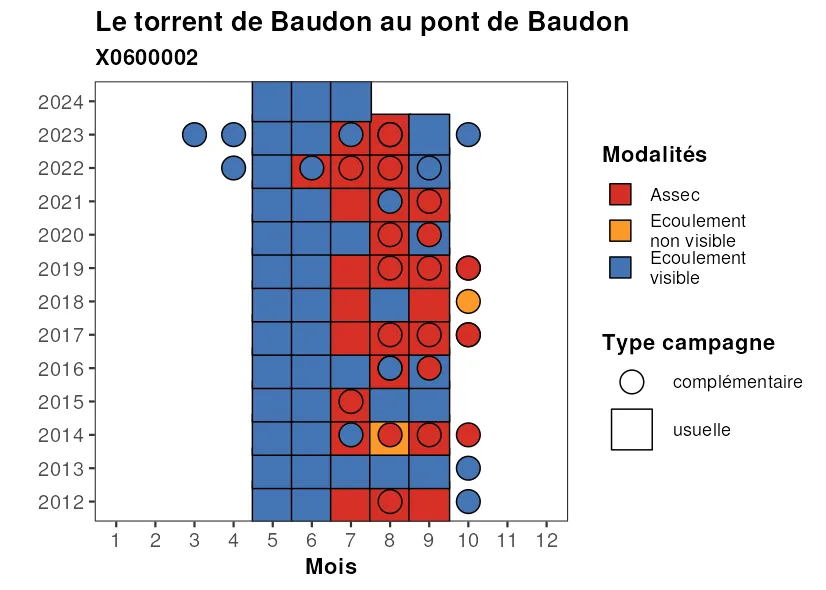 Le torrent de Baudon au pont de Baudon
X0600002
2024
2023
2022
2021
2020
2019
2018
2017
2016
2015
2014
2013
2012
1 2 3 4 5 6 7 8 9 10 11 12
Mois
Modalités
Assec
Ecoulement
non visible
Ecoulement
visible
Type campagne
complémentaire
usuelle